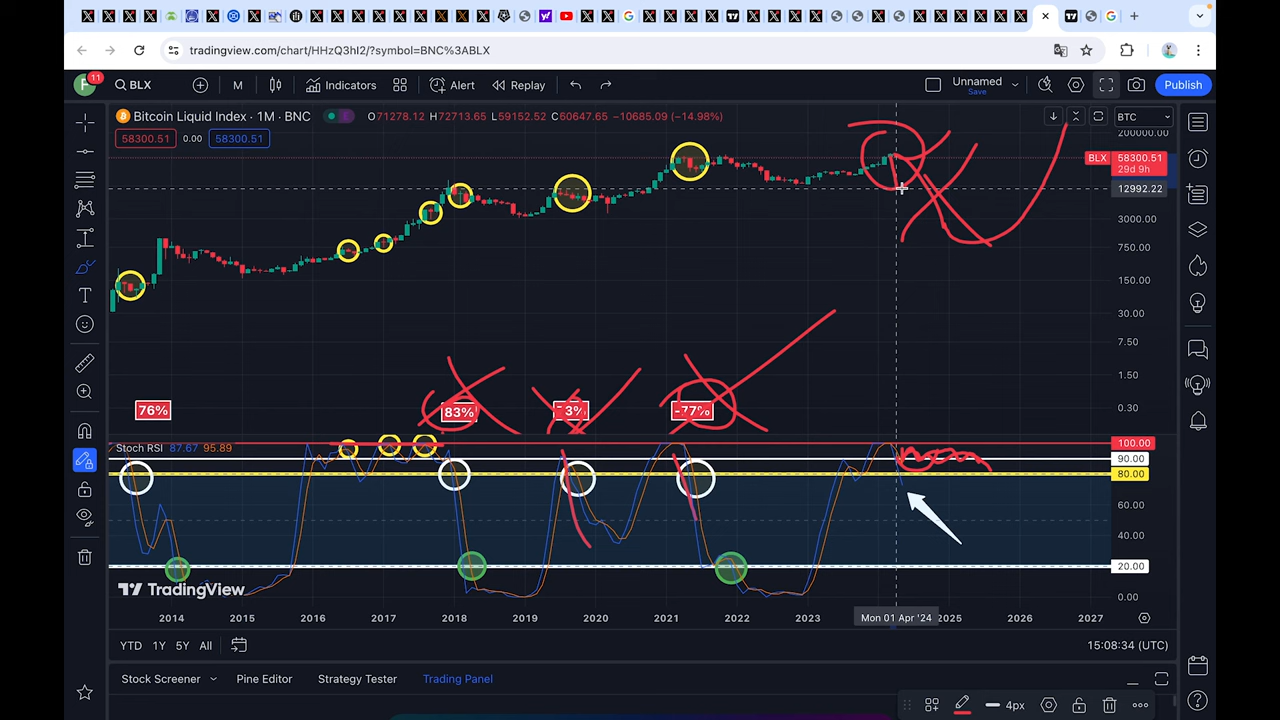 tradingview.com/chart/HHzQ3hI2/?symbol=BNC%3ABLX
11
BLX
M
Indicators
Alert
Replay
Unnamed
Save
Publish
Bitcoin Liquid Index · 1M · BNC
O71278.12 H72713.65 L59152.52 C60647.65 −10685.09 (−14.98%)
BTC
58300.51
0.00
58300.51
200000.00
BLX
58300.51
29d 9h
12992.22
3000.00
750.00
150.00
30.00
7.50
1.50
0.30
76%
83%
-77%
Stoch RSI 87.67 95.89
100.00
90.00
80.00
60.00
40.00
20.00
0.00
TradingView
2014
2015
2016
2017
2018
2019
2020
2021
2022
2023
Mon 01 Apr '24
2025
2026
2027
YTD
1Y
5Y
All
15:08:34 (UTC)
Stock Screener
Pine Editor
Strategy Tester
Trading Panel
4px